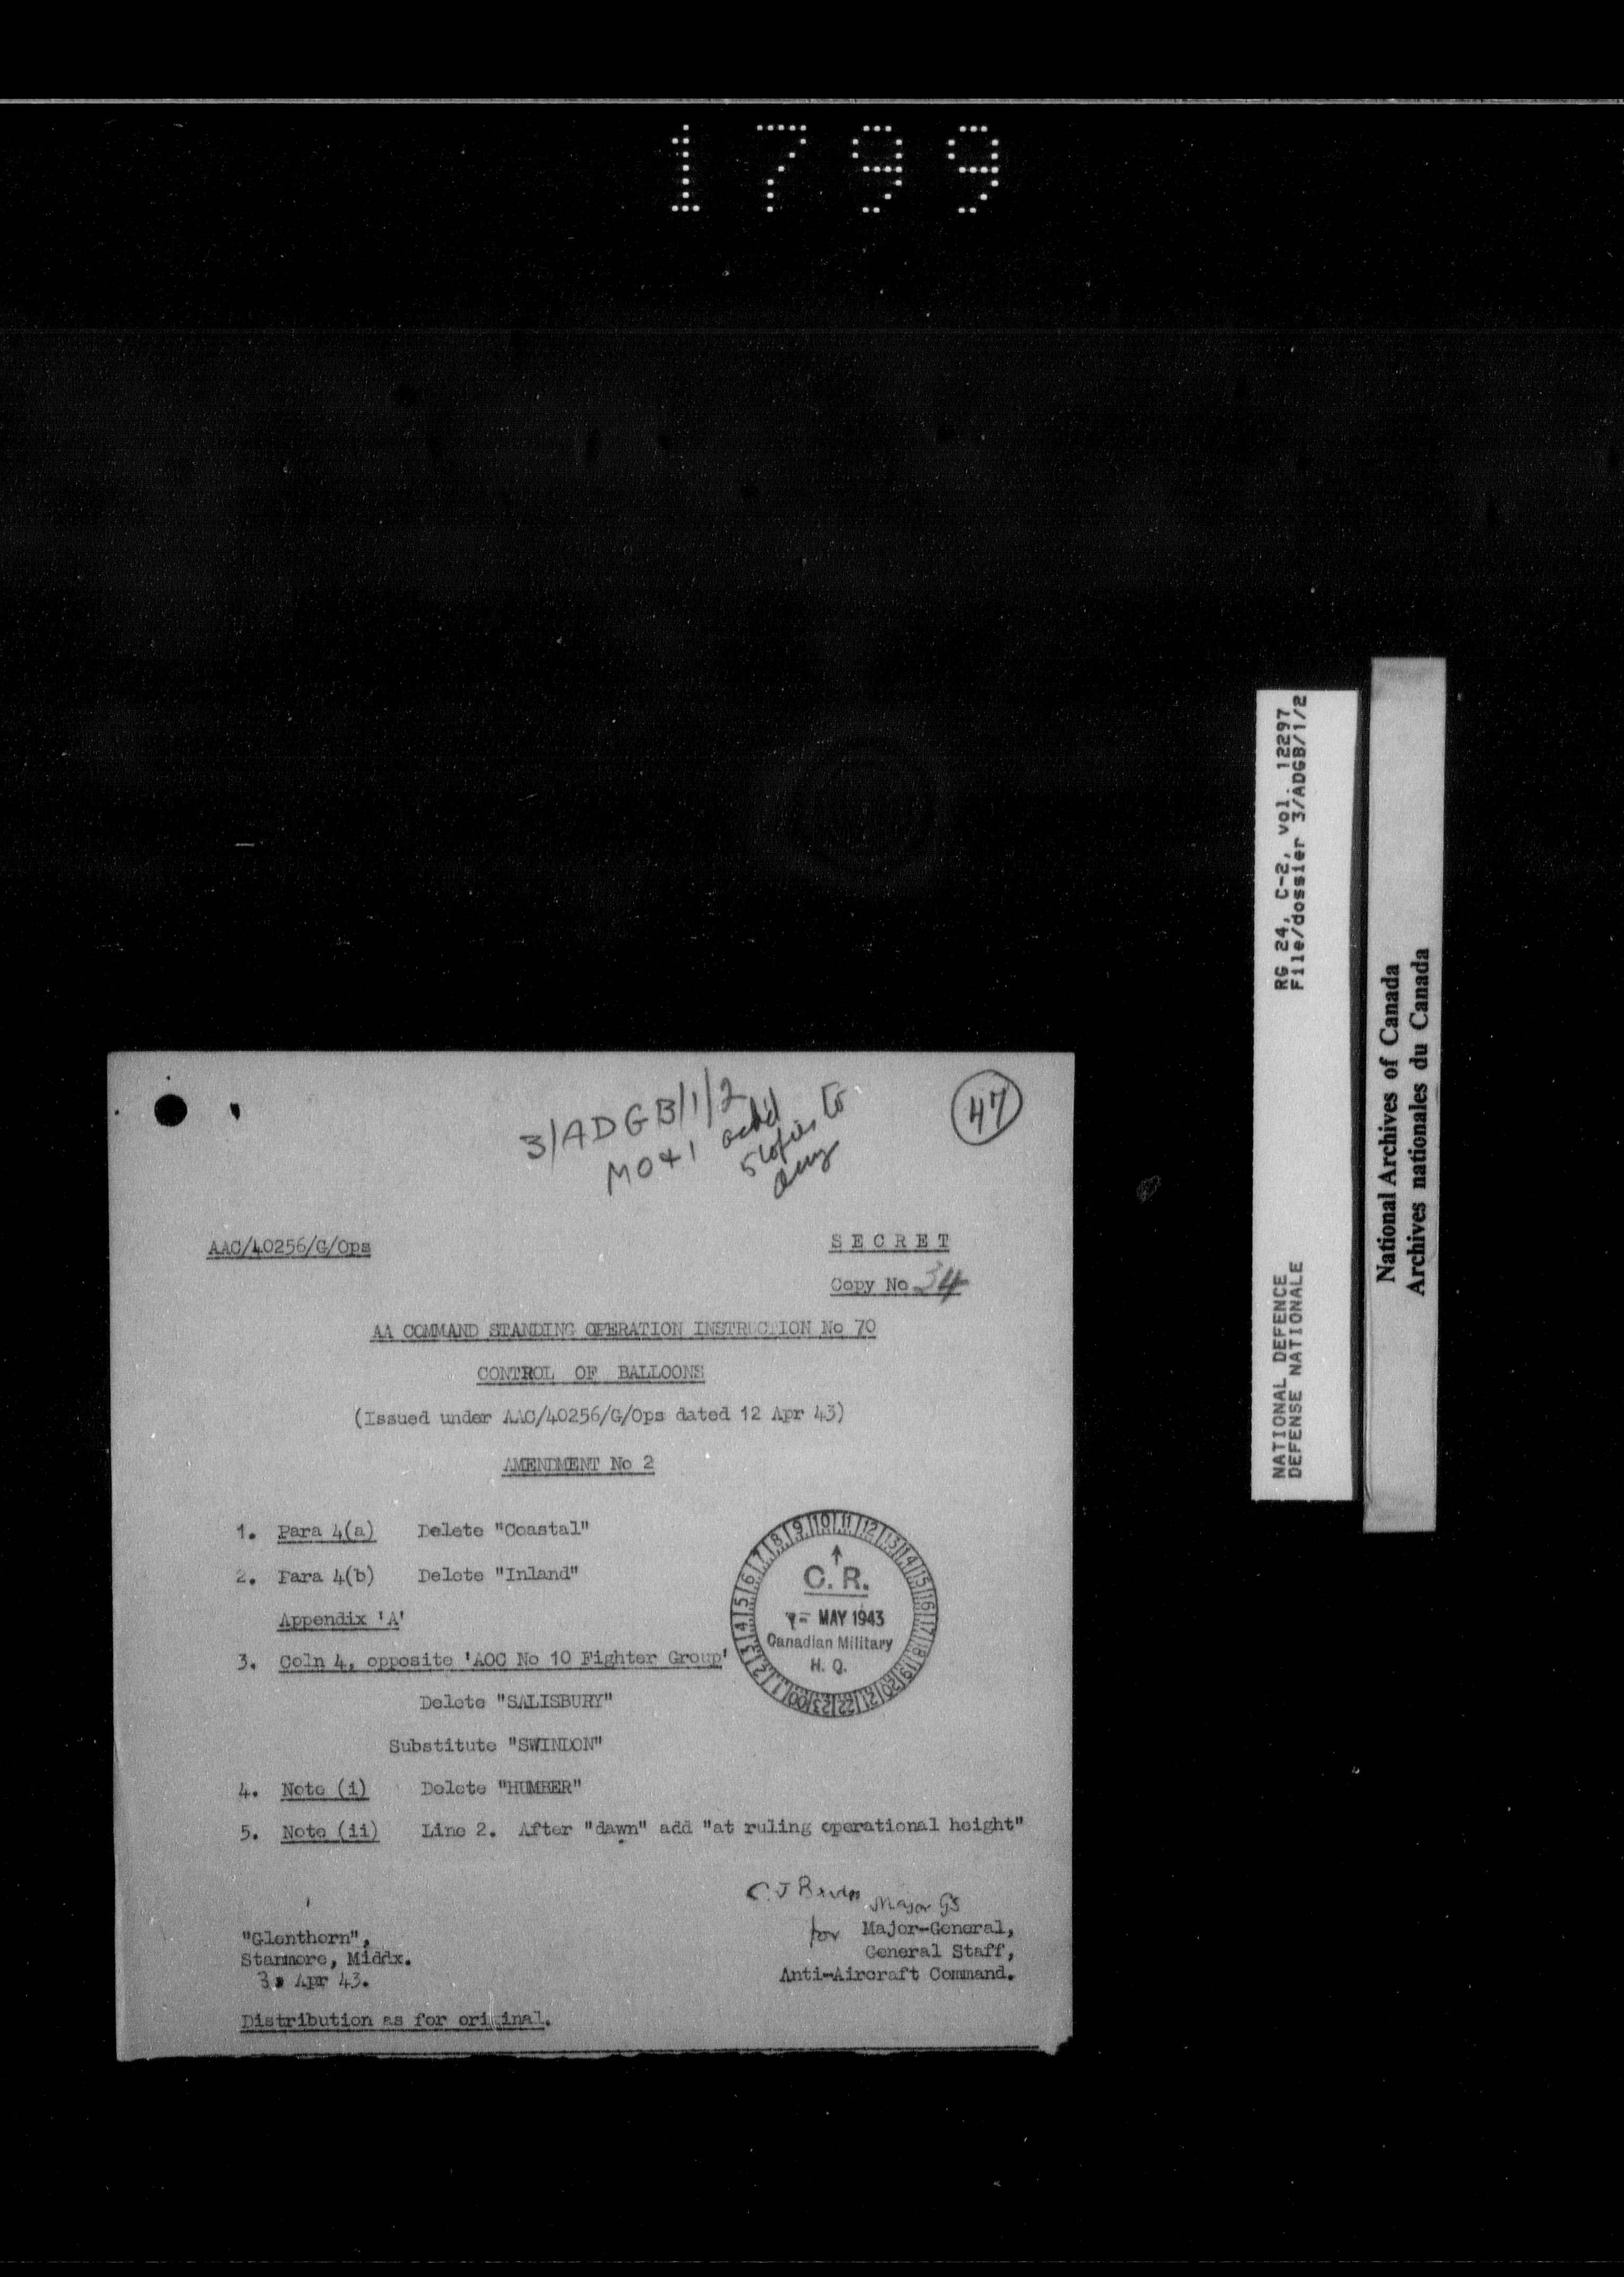 1799
3/ADGB/1/2
MO &1
5 copies to
47
AAC/40256/G/Ops
S E C R E T
Copy No 34
AA COMMAND STANDING OPERATION INSTRUCTION No 70
CONTROL OF BALLOONS
(Issued under AAC/40256/G/Ops dated 12 Apr 43)
AMENDMENT No 2
1. Para 4(a) Delete "Coastal"
2. Para 4(b) Delete "Inland"
Appendix 'A'
3. Coln 4, opposite 'AOC No 10 Fighter Group'
Delete "SALISBURY"
Substitute "SWINDON"
4. Note (i) Delete "HUMBER"
5. Note (ii) Line 2. After "dawn" add "at ruling operational height"
C.R.
MAY 1943
Canadian Military
H. Q.
C J
Major GS
for Major-General,
General Staff,
Anti-Aircraft Command.
"Glenthorn",
Stanmore, Middx.
Apr 43.
Distribution as for original.
RG 24, C-2, vol. 12297
File/dossier 3/ADGB/1/2
NATIONAL DEFENCE
DEFENSE NATIONALE
National Archives of Canada
Archives nationales du Canada